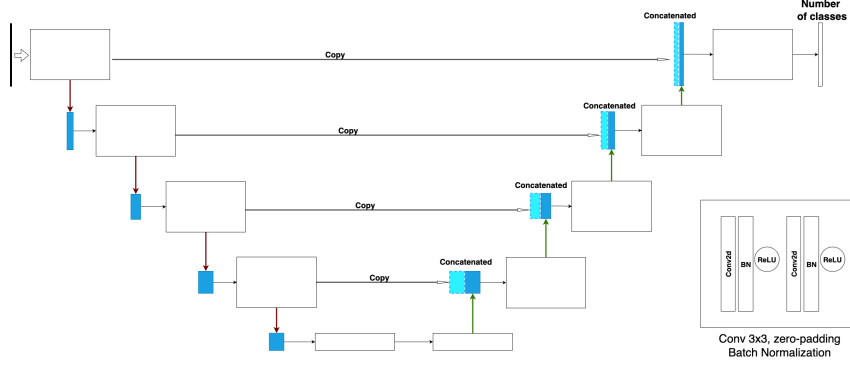 Number
of classes
Concatenated
Copy
Concatenated
Copy
Concatenated
Copy
Concatenated
Copy
Conv2d
BN
ReLU
Conv2d
BN
ReLU
Conv 3x3, zero-padding
Batch Normalization